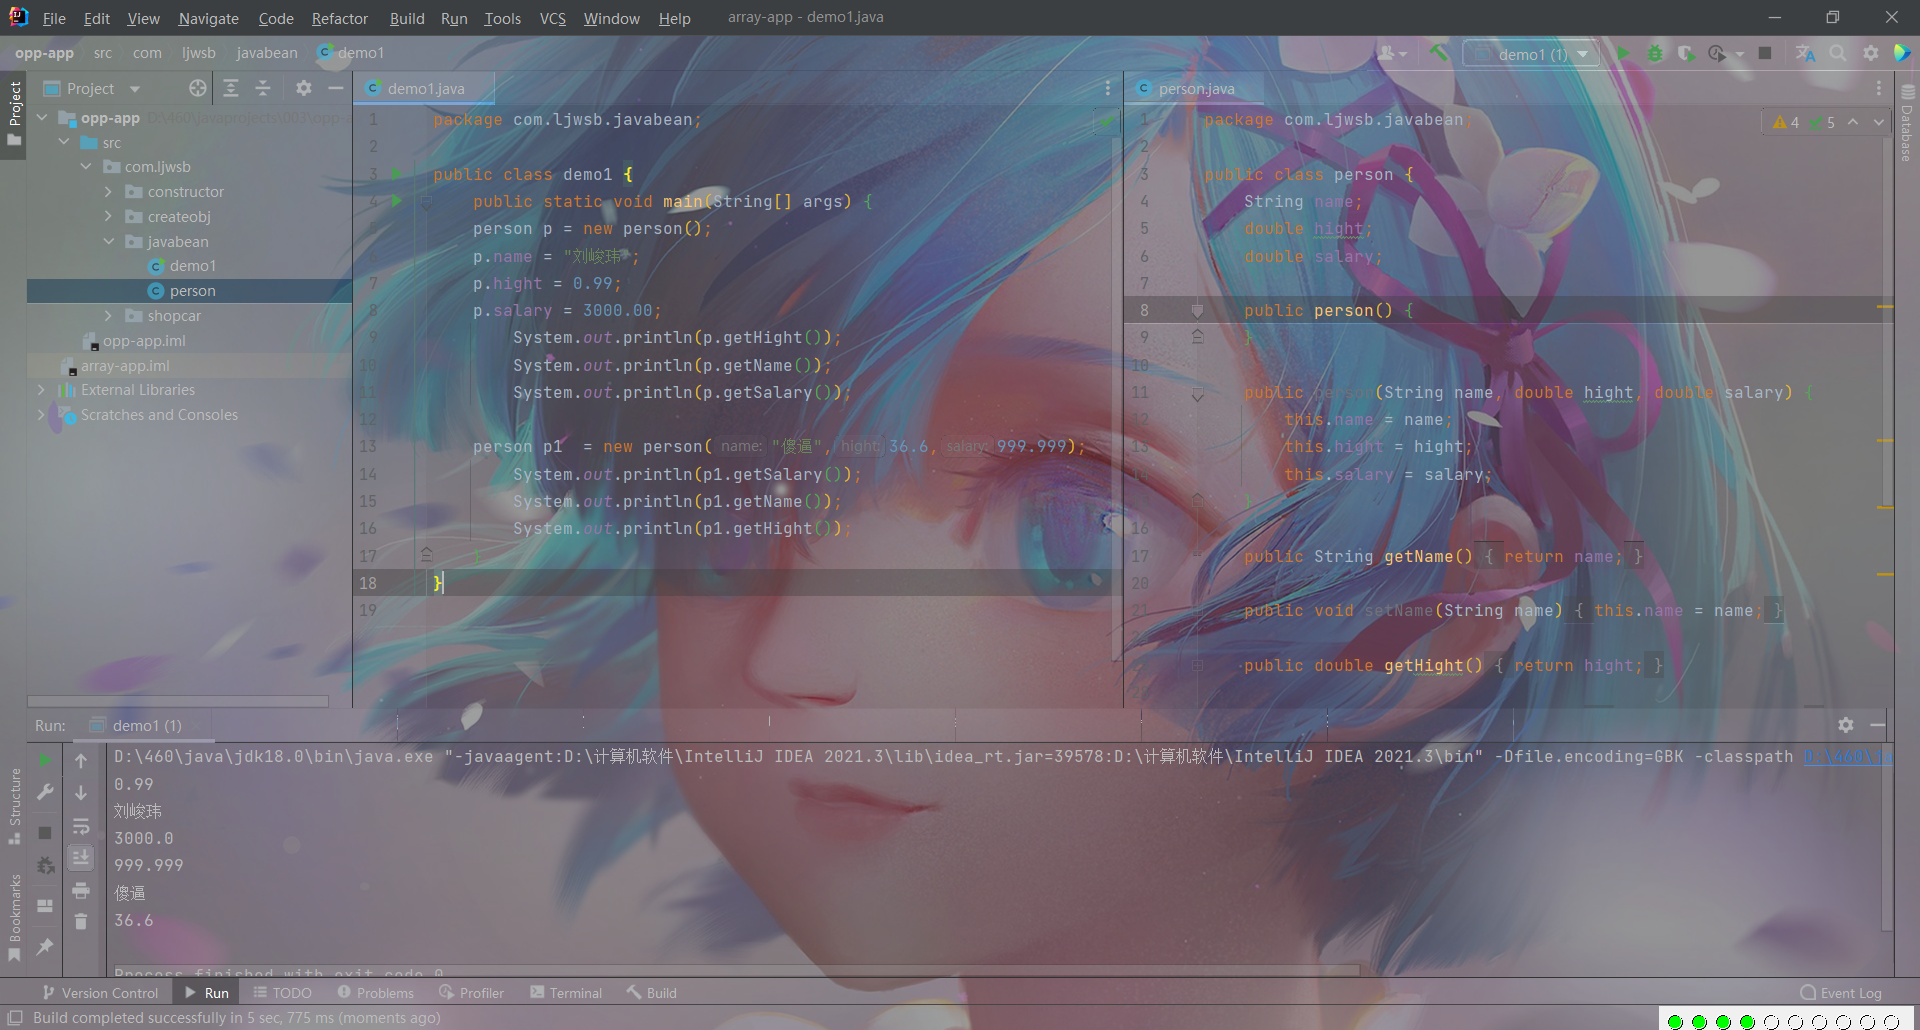 File Edit View Navigate Code Refactor Build Run Tools VCS Window Help array-app - demo1.java
opp-app src com ljwsb javabean demo1
demo1 (1)
Project
Project
opp-app D:\460\javaprojects\003\opp-a
src
com.ljwsb
constructor
createobj
javabean
demo1
person
shopcar
opp-app.iml
array-app.iml
External Libraries
Scratches and Consoles
demo1.java
1 package com.ljwsb.javabean;
2
3 public class demo1 {
4 public static void main(String[] args) {
5 person p = new person();
6 p.name = "刘峻玮";
7 p.hight = 0.99;
8 p.salary = 3000.00;
9 System.out.println(p.getHight());
10 System.out.println(p.getName());
11 System.out.println(p.getSalary());
12
13 person p1  = new person( name: "傻逼", hight: 36.6, salary: 999.999);
14 System.out.println(p1.getSalary());
15 System.out.println(p1.getName());
16 System.out.println(p1.getHight());
17 }
18 }
19
person.java
4 5
1 package com.ljwsb.javabean;
2
3 public class person {
4 String name;
5 double hight;
6 double salary;
7
8 public person() {
9 }
10
11 public person(String name, double hight, double salary) {
12 this.name = name;
13 this.hight = hight;
14 this.salary = salary;
15 }
16
17 public String getName() { return name; }
20
21 public void setName(String name) { this.name = name; }
public double getHight() { return hight; }
Database
Run: demo1 (1)
D:\460\java\jdk18.0\bin\java.exe "-javaagent:D:\计算机软件\IntelliJ IDEA 2021.3\lib\idea_rt.jar=39578:D:\计算机软件\IntelliJ IDEA 2021.3\bin" -Dfile.encoding=GBK -classpath D:\460\ja
0.99
刘峻玮
3000.0
999.999
傻逼
36.6
Process finished with exit code 0
Structure
Bookmarks
Version Control Run TODO Problems Profiler Terminal Build Event Log
Build completed successfully in 5 sec, 775 ms (moments ago)